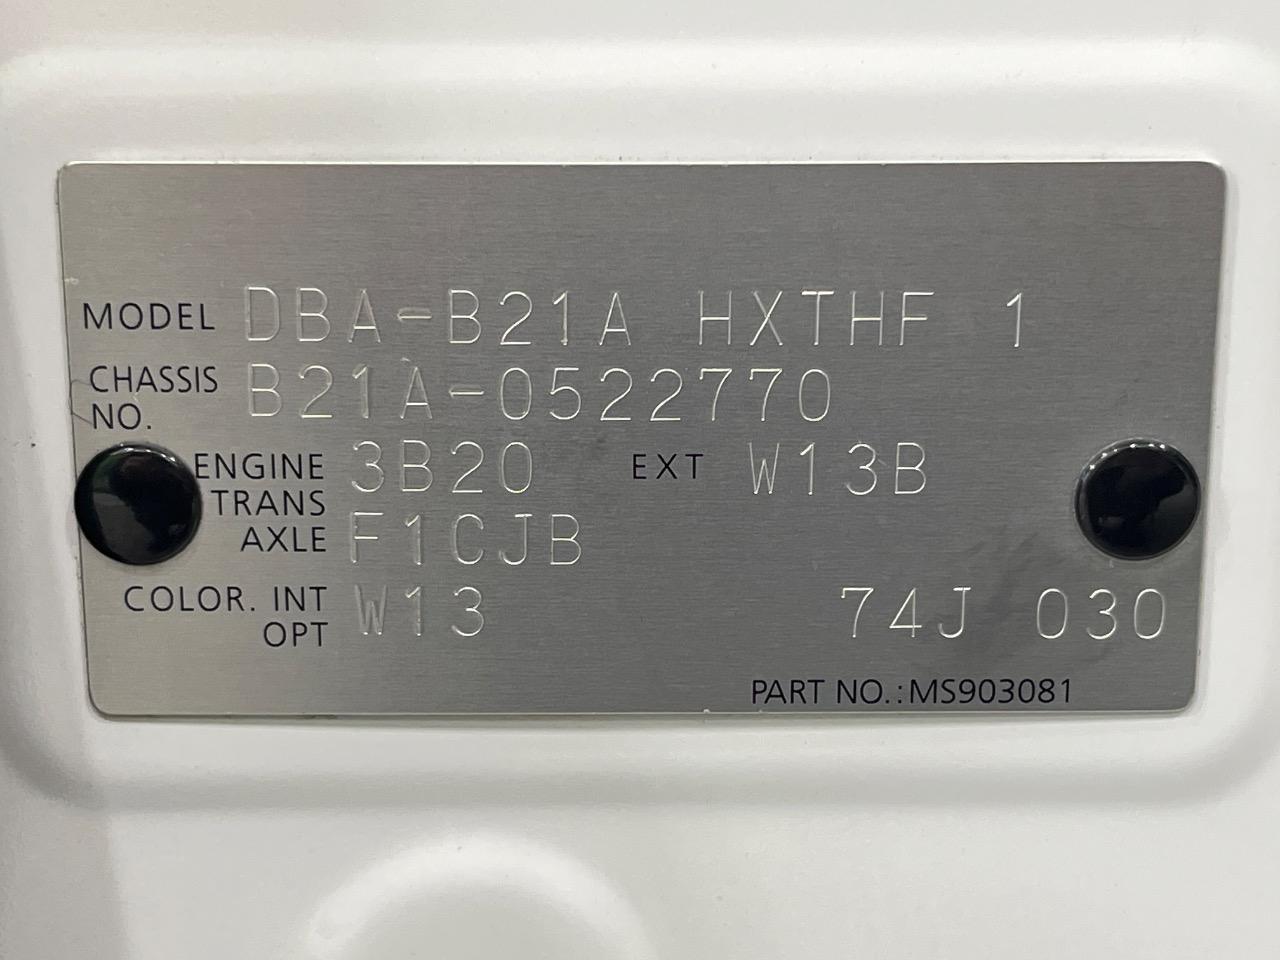 MODEL DBA-B21A HXTHF 1
CHASSIS NO. B21A-0522770
ENGINE 3B20 EXT W13B
TRANS AXLE F1CJB
COLOR. INT OPT W13 74J 030
PART NO.:MS903081